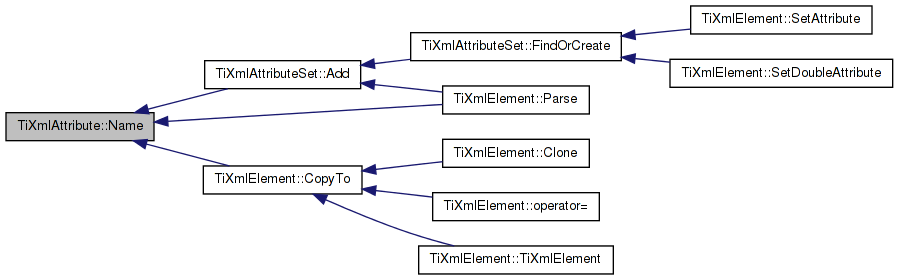 TiXmlAttribute::Name
TiXmlAttributeSet::Add
TiXmlAttributeSet::FindOrCreate
TiXmlElement::SetAttribute
TiXmlElement::SetDoubleAttribute
TiXmlElement::Parse
TiXmlElement::CopyTo
TiXmlElement::Clone
TiXmlElement::operator=
TiXmlElement::TiXmlElement